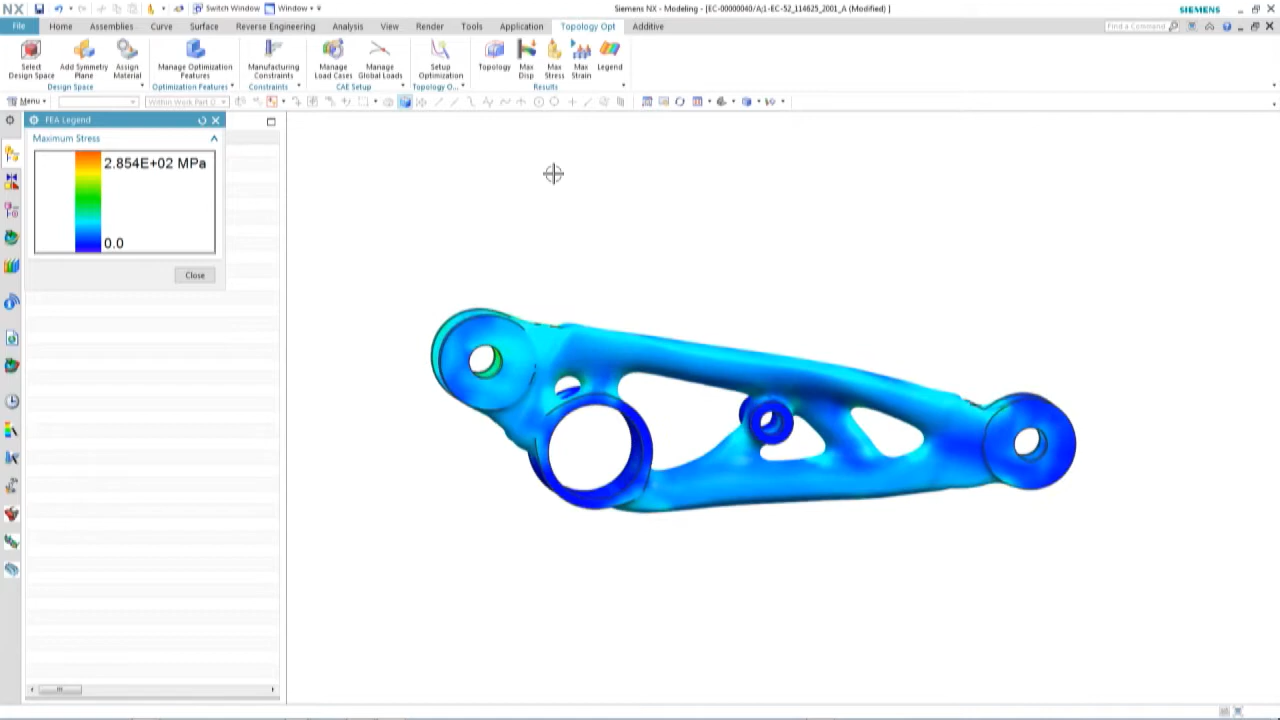 NX Switch Window Window Siemens NX - Modeling - [EC-00000040/A;1-EC-52_114625_2001_A (Modified) ] SIEMENS
File Home Assemblies Curve Surface Reverse Engineering Analysis View Render Tools Application Topology Opt Additive Find a Command
Select Design Space
Add Symmetry Plane
Assign Material
Manage Optimization Features
Manufacturing Constraints
Manage Load Cases
Manage Global Loads
Setup Optimization
Topology
Max Disp
Max Stress
Max Strain
Legend
Design Space Optimization Features Constraints CAE Setup Topology O... Results
Menu Within Work Part O
FEA Legend
Maximum Stress
2.854E+02 MPa
0.0
Close